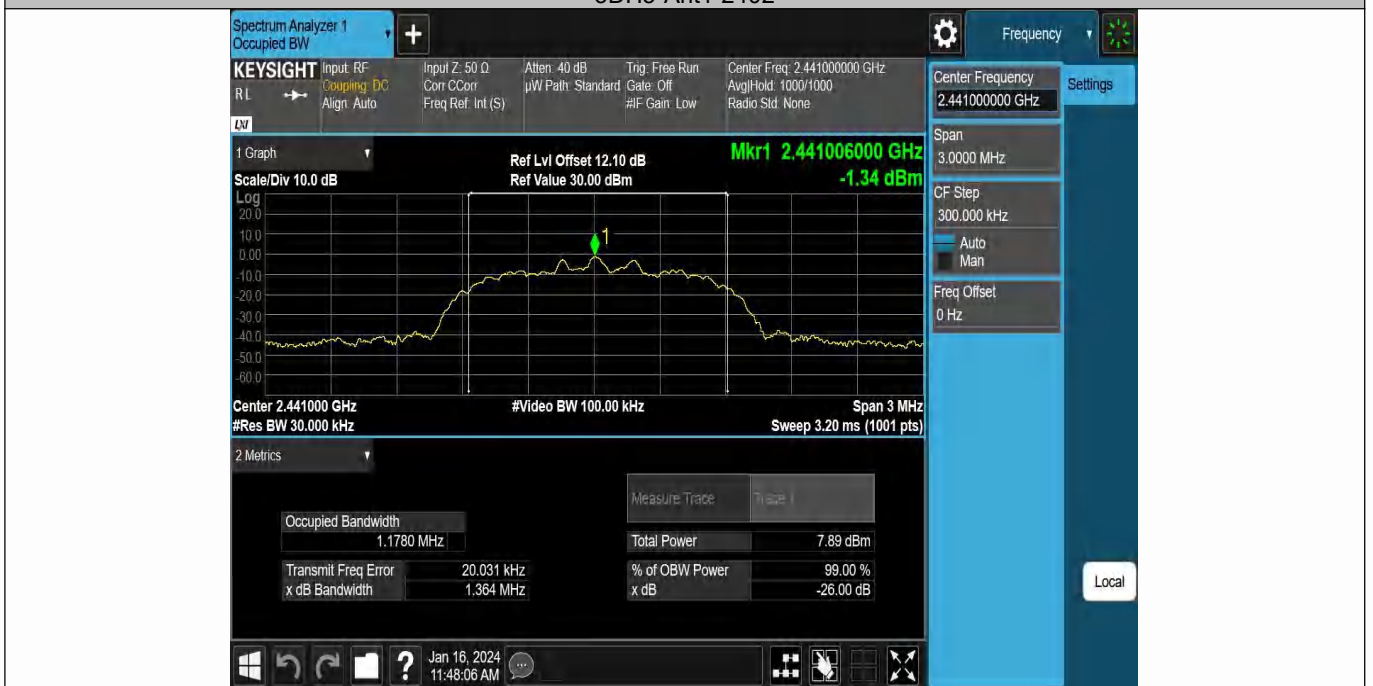 Spectrum Analyzer 1
Occupied BW
Frequency
KEYSIGHT
RL
LXI
Input: RF
Coupling: DC
Align: Auto
Input Z: 50 Ω
Corr CCorr
Freq Ref: Int (S)
Atten: 40 dB
µW Path: Standard
Trig: Free Run
Gate: Off
#IF Gain: Low
Center Freq: 2.441000000 GHz
Avg|Hold: 1000/1000
Radio Std: None
Center Frequency
2.441000000 GHz
Settings
Span
3.0000 MHz
CF Step
300.000 kHz
Auto
Man
Freq Offset
0 Hz
Local
1 Graph
Scale/Div 10.0 dB
Ref Lvl Offset 12.10 dB
Ref Value 30.00 dBm
Mkr1 2.441006000 GHz
-1.34 dBm
Log
20.0
10.0
0.00
-10.0
-20.0
-30.0
-40.0
-50.0
-60.0
1
Center 2.441000 GHz
#Video BW 100.00 kHz
Span 3 MHz
#Res BW 30.000 kHz
Sweep 3.20 ms (1001 pts)
2 Metrics
Measure Trace
Trace 1
Occupied Bandwidth
1.1780 MHz
Total Power
7.89 dBm
Transmit Freq Error
20.031 kHz
% of OBW Power
99.00 %
x dB Bandwidth
1.364 MHz
x dB
-26.00 dB
?
Jan 16, 2024
11:48:06 AM